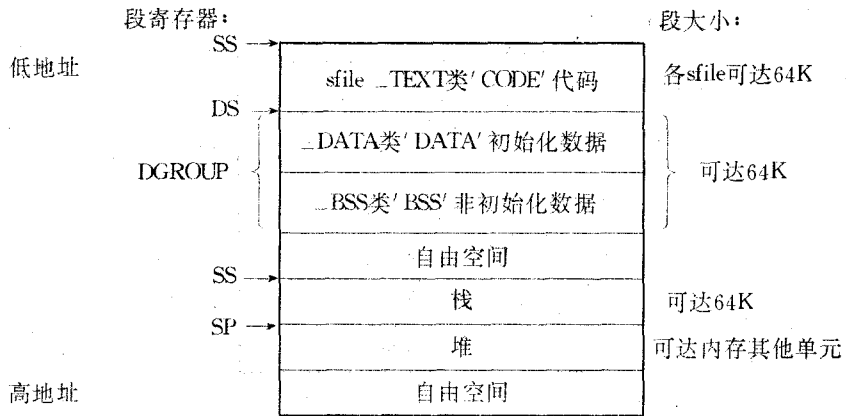 段寄存器： 段大小：
SS
低地址 sfile _TEXT类'CODE'代码 各sfile可达64K
DS
_DATA类'DATA'初始化数据
DGROUP 可达64K
_BSS类'BSS'非初始化数据
自由空间
SS
栈 可达64K
SP
堆 可达内存其他单元
高地址 自由空间